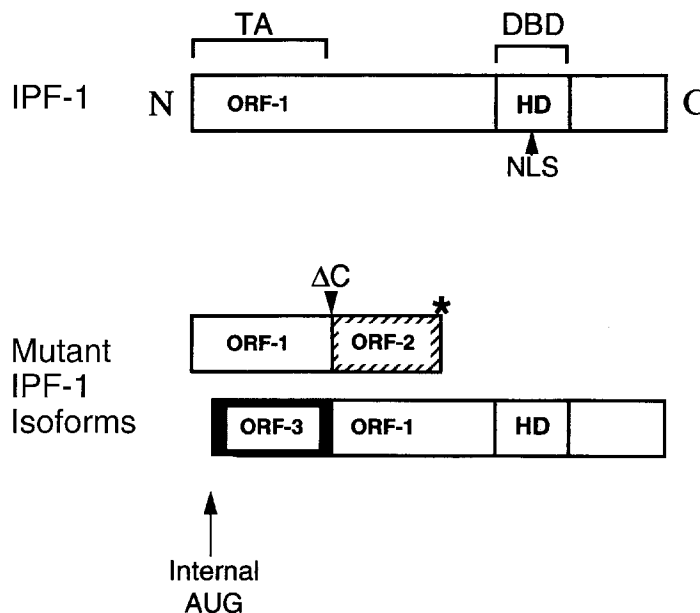 TA
DBD
IPF-1
N
ORF-1
HD
C
NLS
ΔC
*
Mutant
IPF-1
Isoforms
ORF-1
ORF-2
ORF-3
ORF-1
HD
Internal
AUG